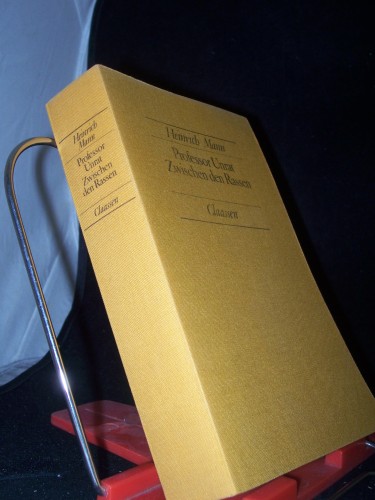 Heinrich
Mann
Professor
Unrat
Zwischen
den Rassen
Claassen
Heinrich Mann
Professor Unrat
Zwischen den Rassen
Claassen